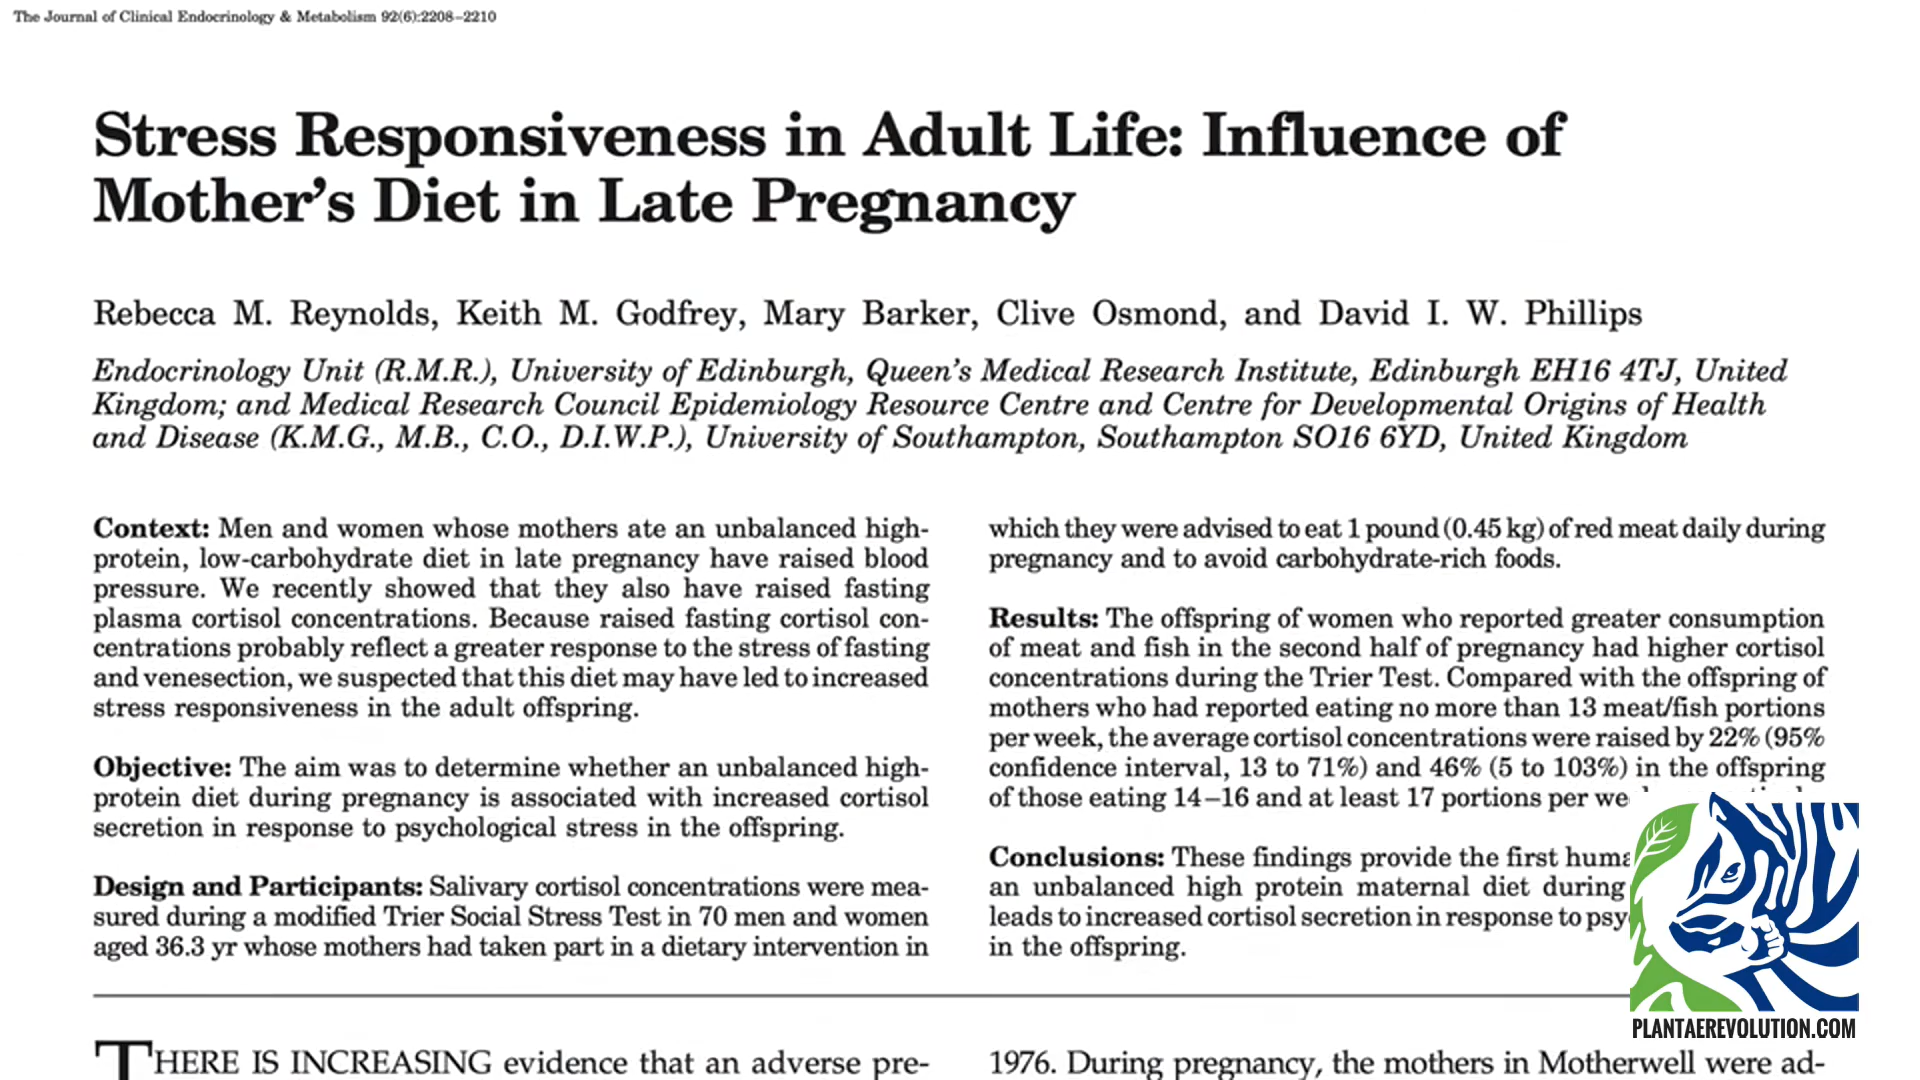 The Journal of Clinical Endocrinology & Metabolism 92(6):2208–2210
Stress Responsiveness in Adult Life: Influence of
Mother's Diet in Late Pregnancy
Rebecca M. Reynolds, Keith M. Godfrey, Mary Barker, Clive Osmond, and David I. W. Phillips
Endocrinology Unit (R.M.R.), University of Edinburgh, Queen's Medical Research Institute, Edinburgh EH16 4TJ, United
Kingdom; and Medical Research Council Epidemiology Resource Centre and Centre for Developmental Origins of Health
and Disease (K.M.G., M.B., C.O., D.I.W.P.), University of Southampton, Southampton SO16 6YD, United Kingdom
Context: Men and women whose mothers ate an unbalanced high-
protein, low-carbohydrate diet in late pregnancy have raised blood
pressure. We recently showed that they also have raised fasting
plasma cortisol concentrations. Because raised fasting cortisol con-
centrations probably reflect a greater response to the stress of fasting
and venesection, we suspected that this diet may have led to increased
stress responsiveness in the adult offspring.
Objective: The aim was to determine whether an unbalanced high-
protein diet during pregnancy is associated with increased cortisol
secretion in response to psychological stress in the offspring.
Design and Participants: Salivary cortisol concentrations were mea-
sured during a modified Trier Social Stress Test in 70 men and women
aged 36.3 yr whose mothers had taken part in a dietary intervention in
which they were advised to eat 1 pound (0.45 kg) of red meat daily during
pregnancy and to avoid carbohydrate-rich foods.
Results: The offspring of women who reported greater consumption
of meat and fish in the second half of pregnancy had higher cortisol
concentrations during the Trier Test. Compared with the offspring of
mothers who had reported eating no more than 13 meat/fish portions
per week, the average cortisol concentrations were raised by 22% (95%
confidence interval, 13 to 71%) and 46% (5 to 103%) in the offspring
of those eating 14–16 and at least 17 portions per we
Conclusions: These findings provide the first huma
an unbalanced high protein maternal diet during
leads to increased cortisol secretion in response to psy
in the offspring.
THERE IS INCREASING evidence that an adverse pre-
1976. During pregnancy, the mothers in Motherwell were ad-
PLANTAEREVOLUTION.COM